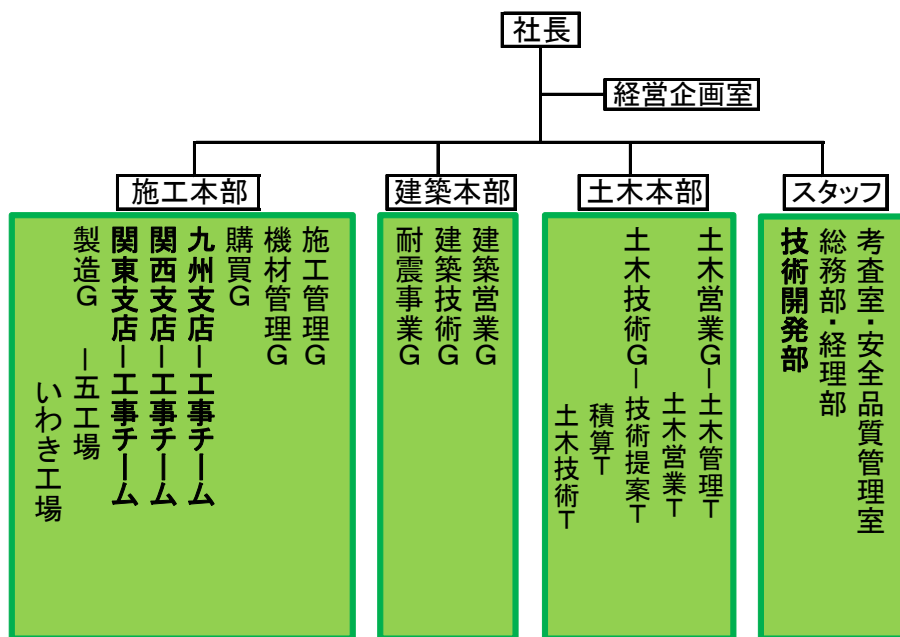 社長
経営企画室
施工本部
建築本部
土木本部
スタッフ
施工管理G
機材管理G
購買G
九州支店－工事チーム
関西支店－工事チーム
関東支店－工事チーム
製造G －五工場
いわき工場
建築営業G
建築技術G
耐震事業G
土木営業G－土木管理T
土木営業T
土木技術G－技術提案T
積算T
土木技術T
考査室・安全品質管理室
総務部・経理部
技術開発部